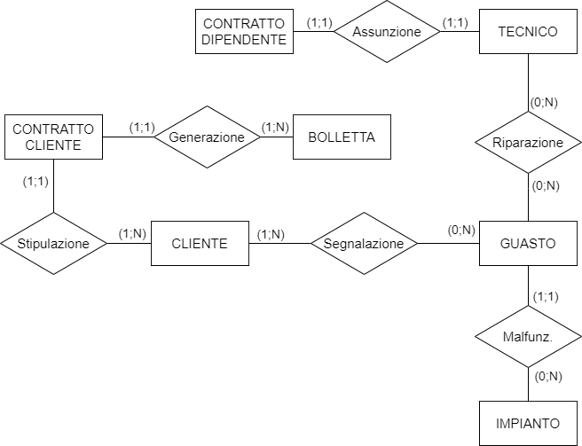 CONTRATTO
DIPENDENTE
(1;1)
Assunzione
(1;1)
TECNICO
(0;N)
CONTRATTO
CLIENTE
(1;1)
Generazione
(1;N)
BOLLETTA
Riparazione
(1;1)
(0;N)
Stipulazione
(1;N)
CLIENTE
(1;N)
Segnalazione
(0;N)
GUASTO
(1;1)
Malfunz.
(0;N)
IMPIANTO